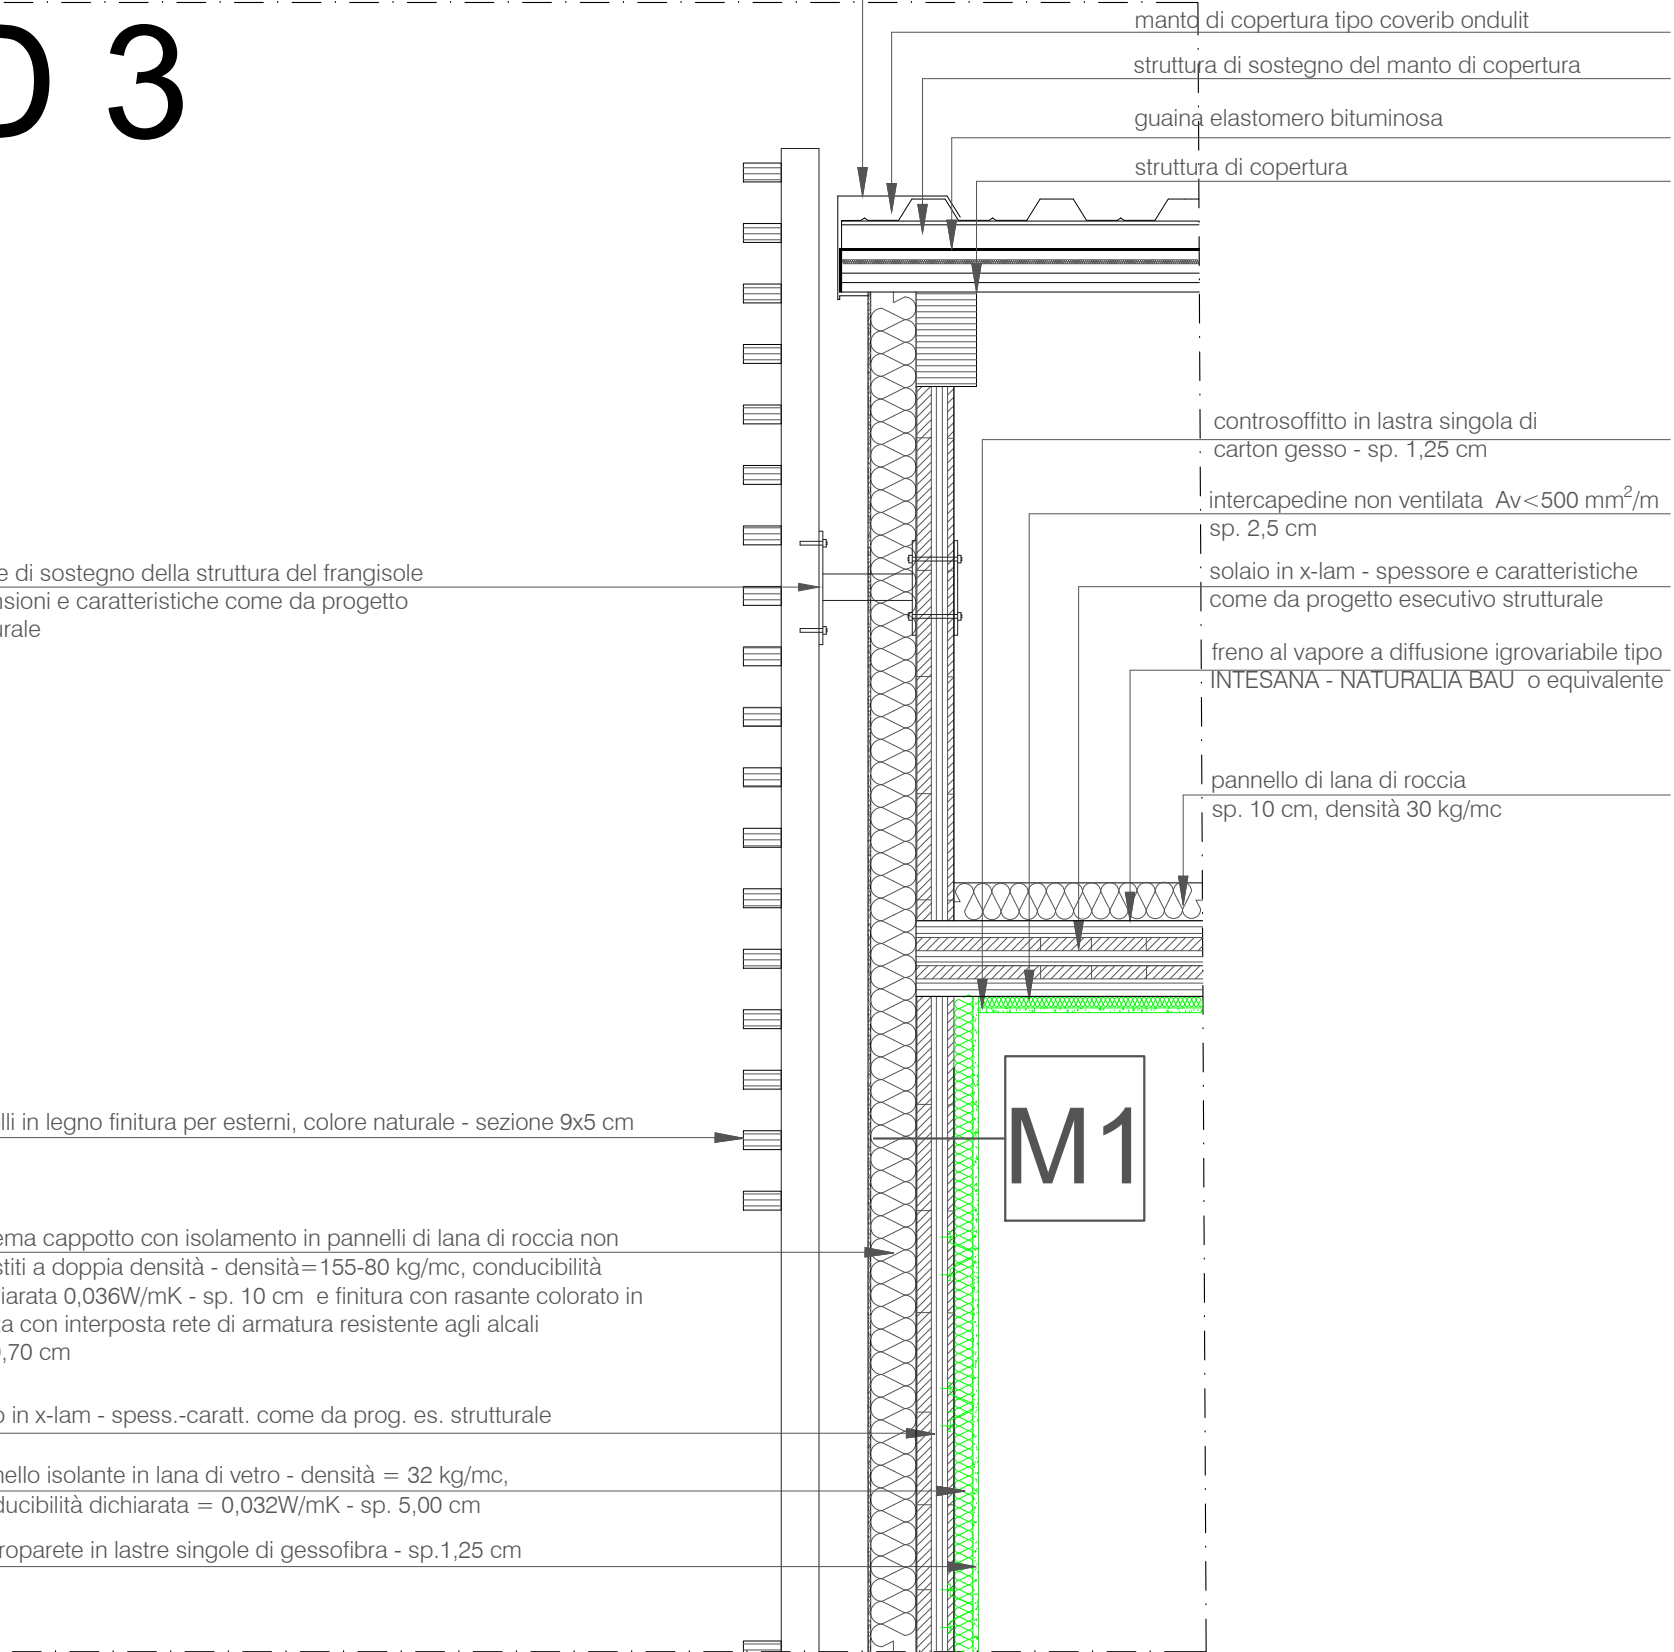 D 3
manto di copertura tipo coverib ondulit
struttura di sostegno del manto di copertura
guaina elastomero bituminosa
struttura di copertura
controsoffitto in lastra singola di
carton gesso - sp. 1,25 cm
intercapedine non ventilata Av<500 mm²/m
sp. 2,5 cm
solaio in x-lam - spessore e caratteristiche
come da progetto esecutivo strutturale
freno al vapore a diffusione igrovariabile tipo
INTESANA - NATURALIA BAU o equivalente
pannello di lana di roccia
sp. 10 cm, densità 30 kg/mc
e di sostegno della struttura del frangisole
nsioni e caratteristiche come da progetto
urale
M1
elli in legno finitura per esterni, colore naturale - sezione 9x5 cm
ema cappotto con isolamento in pannelli di lana di roccia non
stiti a doppia densità - densità=155-80 kg/mc, conducibilità
iarata 0,036W/mK - sp. 10 cm e finitura con rasante colorato in
ta con interposta rete di armatura resistente agli alcali
0,70 cm
o in x-lam - spess.-caratt. come da prog. es. strutturale
nello isolante in lana di vetro - densità = 32 kg/mc,
ducibilità dichiarata = 0,032W/mK - sp. 5,00 cm
roparete in lastre singole di gessofibra - sp.1,25 cm